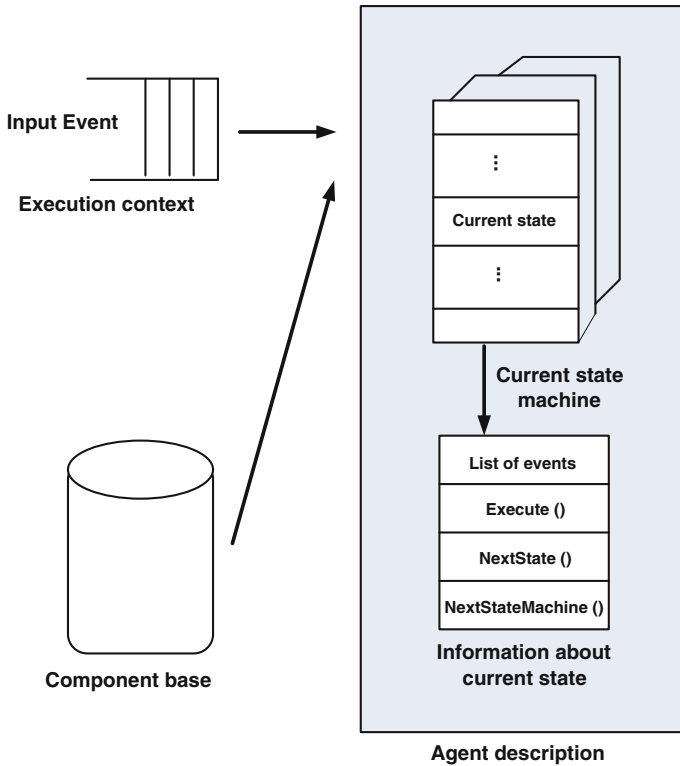 Input Event
Execution context
⋮
Current state
⋮
Current state
machine
List of events
Execute ()
NextState ()
NextStateMachine ()
Information about
current state
Component base
Agent description